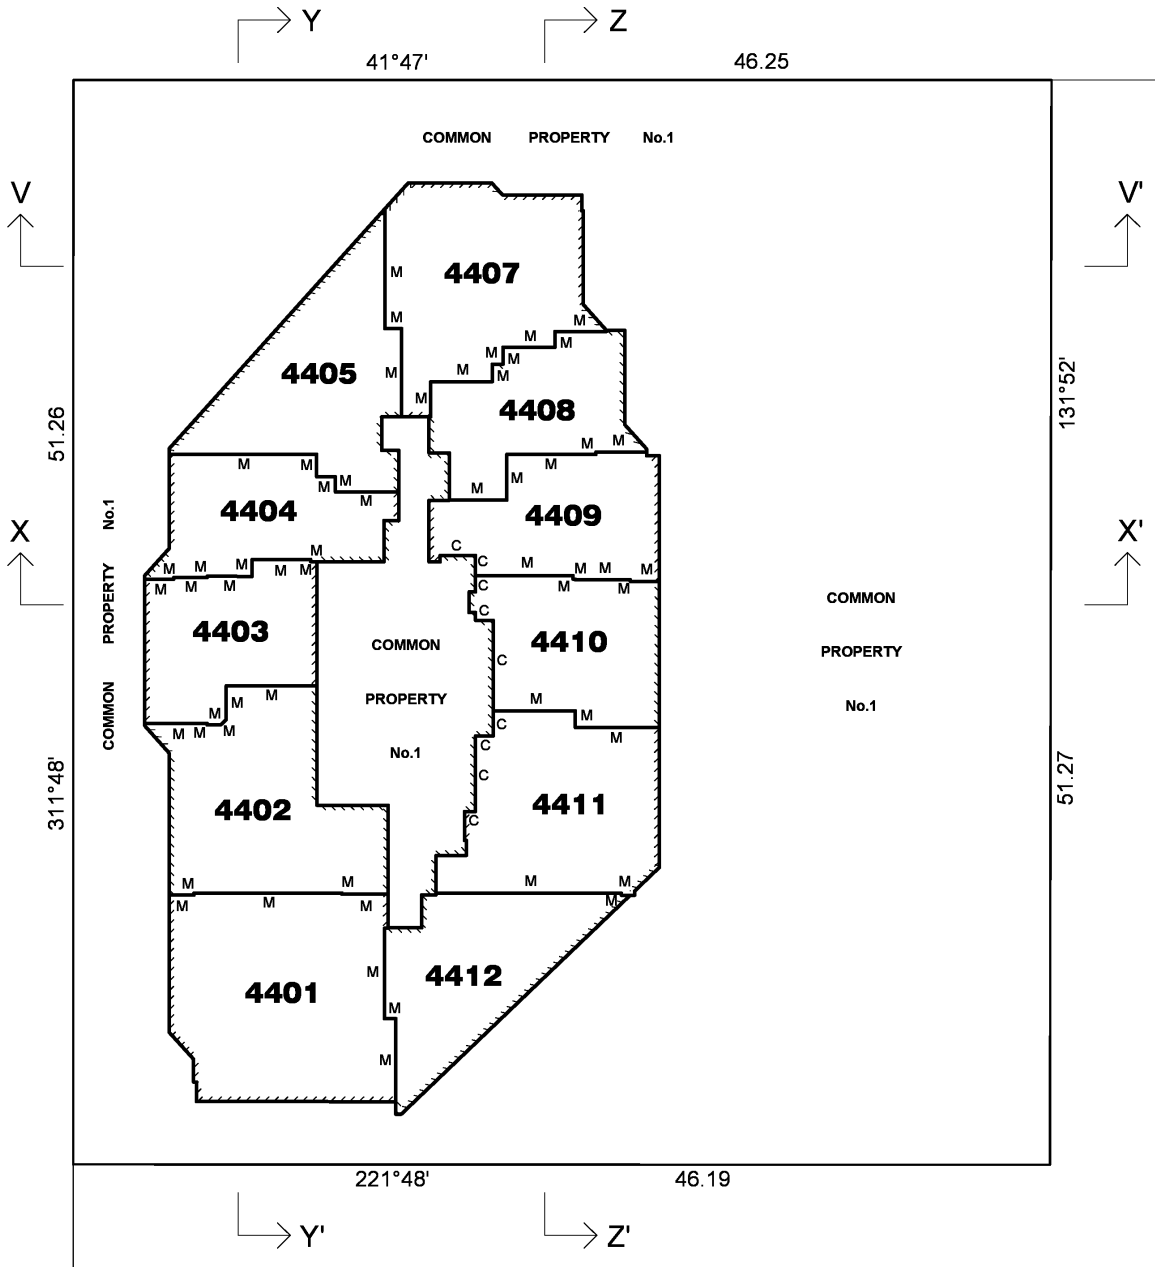 Y
Z
41°47'
46.25
COMMON PROPERTY No.1
V
V'
4407
M
M
M
M
M
M
M
M
4405
M
M
M
4408
131°52'
51.26
M
M
M
M
M
M
M
M
M
M
4404
4409
X
X'
COMMON PROPERTY No.1
M
C
C
M
M
M
M
M
M
M
M
M
M
M
M
M
M
C
C
COMMON
PROPERTY
No.1
4403
4410
COMMON
PROPERTY
No.1
C
M
M
M
M
M
M
M
M
M
C
C
C
311°48'
51.27
4402
4411
C
M
M
M
M
M
M
M
M
4401
4412
M
M
M
221°48'
46.19
Y'
Z'